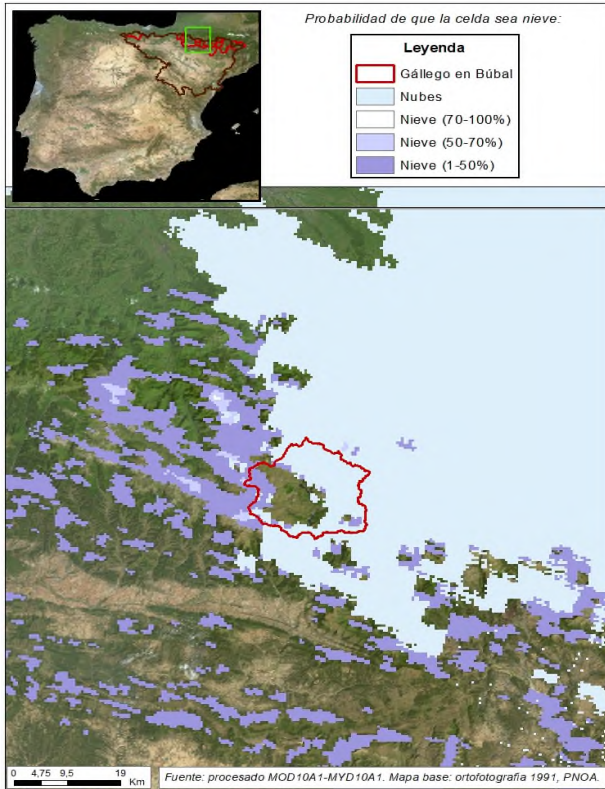 Probabilidad de que la celda sea nieve:
Leyenda
Gállego en Búbal
Nubes
Nieve (70-100%)
Nieve (50-70%)
Nieve (1-50%)
0 4,75 9,5 19
Km
Fuente: procesado MOD10A1-MYD10A1. Mapa base: ortofotografía 1991, PNOA.